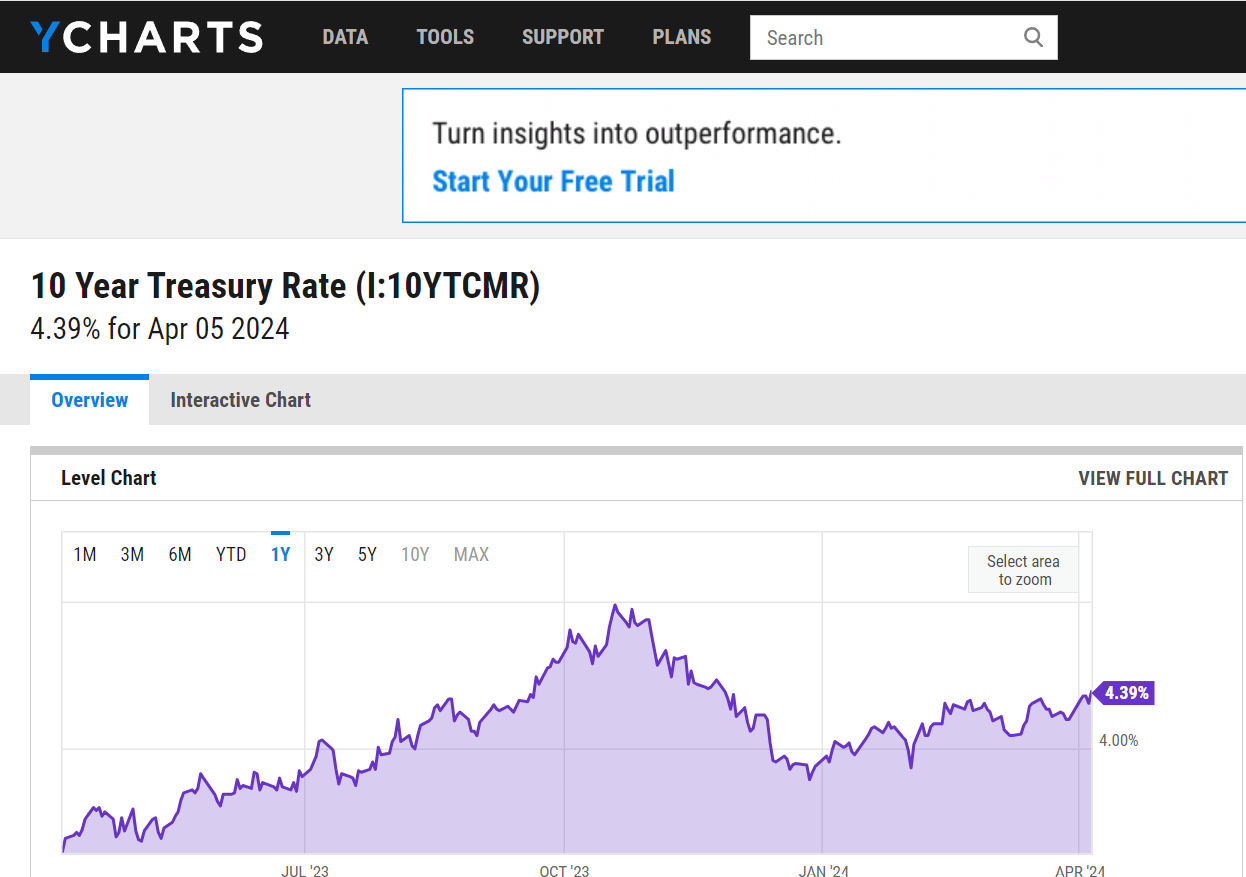 YCHARTS
DATA TOOLS SUPPORT PLANS Search
Turn insights into outperformance.
Start Your Free Trial
10 Year Treasury Rate (I:10YTCMR)
4.39% for Apr 05 2024
Overview Interactive Chart
Level Chart VIEW FULL CHART
1M 3M 6M YTD 1Y 3Y 5Y 10Y MAX
Select area
to zoom
4.39%
4.00%
JUL '23 OCT '23 JAN '24 APR '24